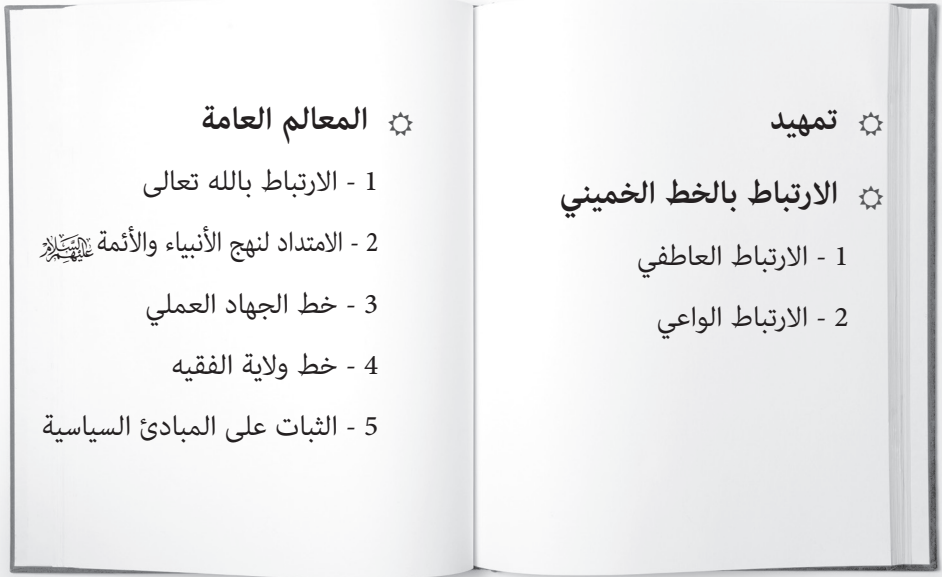 تمهيد
الارتباط بالخط الخميني
1 - الارتباط العاطفي
2 - الارتباط الواعي
المعالم العامة
1 - الارتباط بالله تعالى
2 - الامتداد لنهج الأنبياء والأئمة عليهم السلام
3 - خط الجهاد العملي
4 - خط ولاية الفقيه
5 - الثبات على المبادئ السياسية